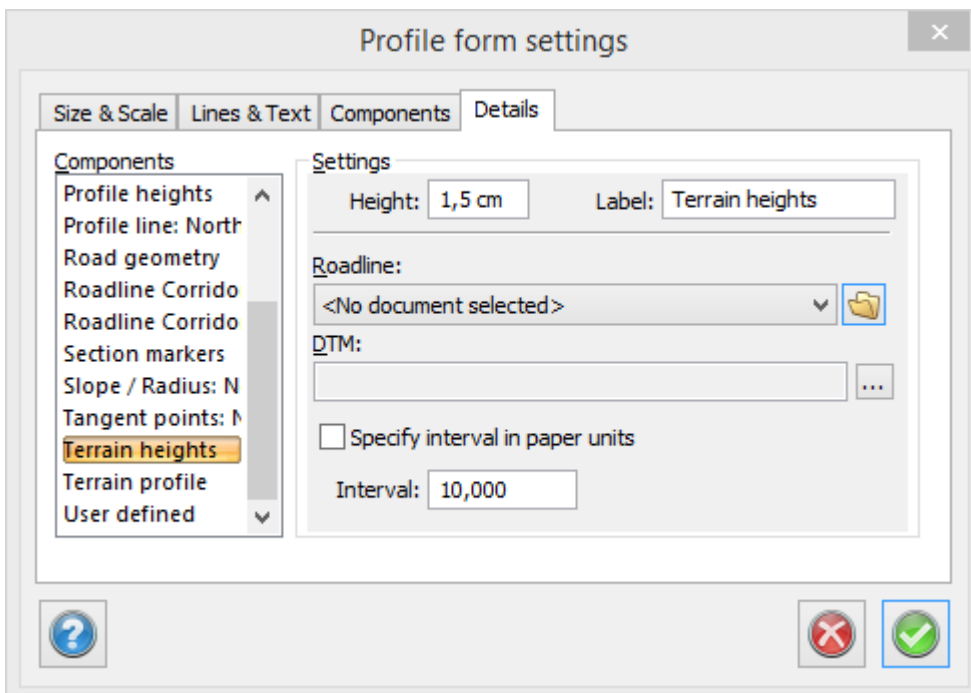 Profile form settings
Size & Scale
Lines & Text
Components
Details
Components
Profile heights
Profile line: North
Road geometry
Roadline Corrido
Roadline Corrido
Section markers
Slope / Radius: N
Tangent points: N
Terrain heights
Terrain profile
User defined
Settings
Height: 1,5 cm Label: Terrain heights
Roadline:
<No document selected>
DTM:
...
Specify interval in paper units
Interval: 10,000